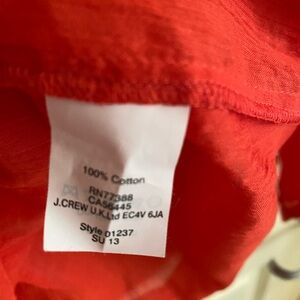 100% Cotton
RN77388
CA56445
J.CREW U.K.Ltd EC4V 6JA
Style 01237
SU 13